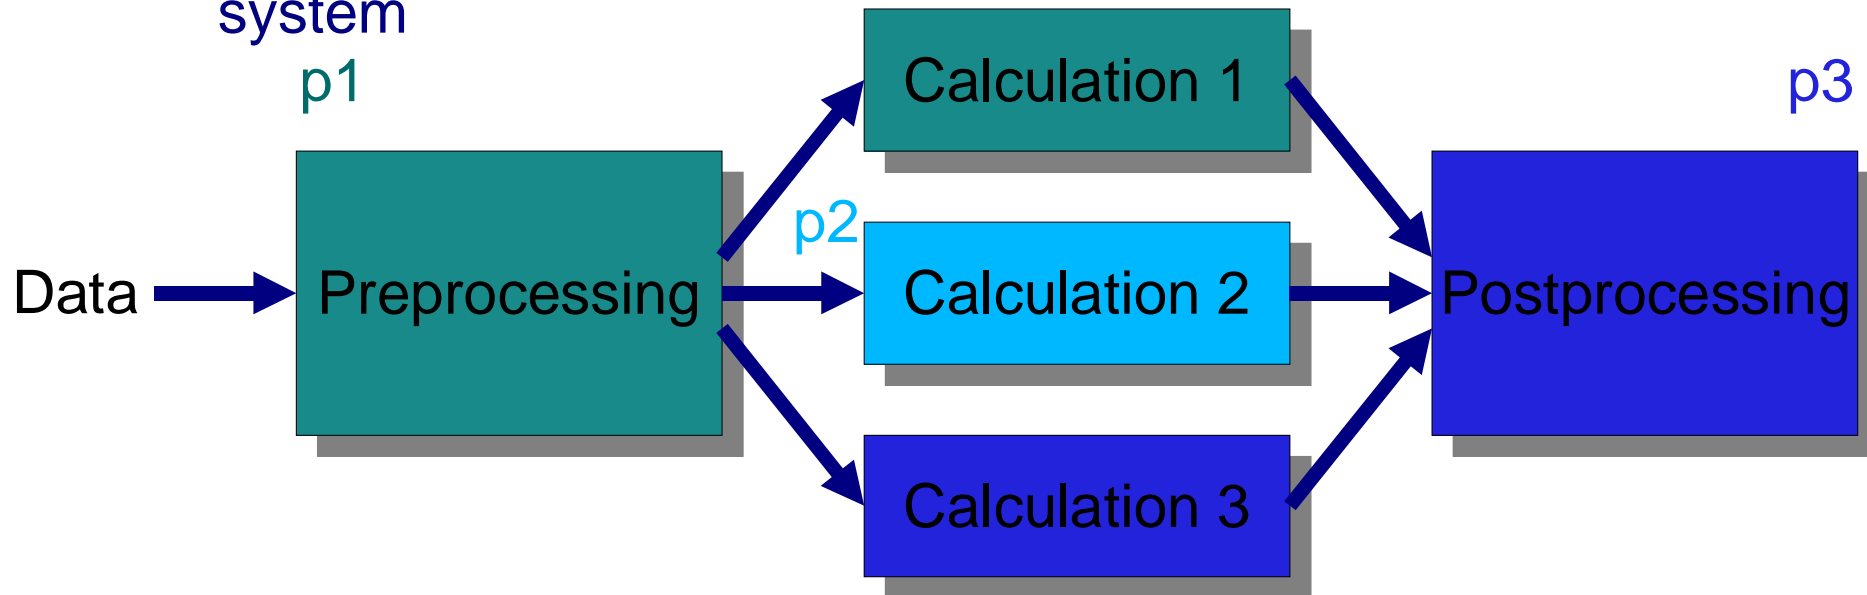 system
p1
Calculation 1
p3
p2
Data
Preprocessing
Calculation 2
Postprocessing
Calculation 3